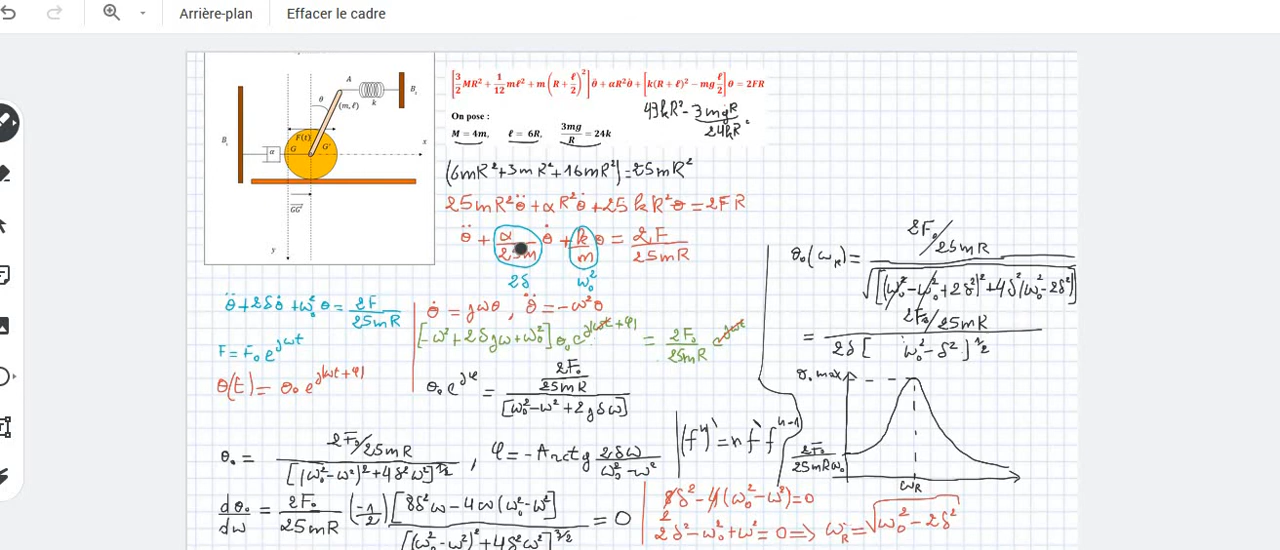 Arrière-plan Effacer le cadre
[3/2 MR² + 1/12 mℓ² + m(R + ℓ/2)²] θ̈ + αR²θ̇ + [k(R + ℓ)² − mg ℓ/2] θ = 2FR
On pose :
M = 4m, ℓ = 6R, 3mg/R = 24k
A
θ
(m, ℓ)
k
B
F(t)
B
α
G
G'
x
GG'
y
- 3mgR
24kR²
(6mR² + 3mR² + 16mR²) = 25mR²
25mR²θ̈ + αR²θ̇ + 25kR²θ = 2FR
θ̈ + α/25m θ̇ + k/m θ = 2F/25mR
2δ ω₀²
θ̈ + 2δθ̇ + ω₀²θ = 2F/25mR
F = F₀ e^jωt
θ(t) = θ₀ e^j(ωt+φ)
θ̇ = jωθ, θ̈ = -ω²θ
[-ω² + 2δjω + ω₀²] θ₀ e^j(ωt+φ) = 2F₀/25mR e^jωt
θ₀ e^jφ = 2F₀/25mR / [ω₀² - ω² + 2jδω]
θ₀ = 2F₀/25mR / [(ω₀² - ω²)² + 4δ²ω²]^1/2 , φ = - Arctg 2δω/ω₀² - ω²
(fⁿ)' = n f' f^n-1
dθ₀/dω = 2F₀/25mR (-1/2) [8δ²ω - 4ω(ω₀² - ω²)] / [(ω₀² - ω²)² + 4δ²ω²]^3/2 = 0
8δ² - 4(ω₀² - ω²) = 0
2
2δ² - ω₀² + ω² = 0 ⟹ ω_R = √ω₀² - 2δ²
θ₀(ω_R) = 2F₀/25mR / √[(ω₀² - ω₀² + 2δ²)² + 4δ²(ω₀² - 2δ²)]
= 2F₀/25mR / 2δ[ω₀² - δ²]^1/2
θ₀ max
ω_R